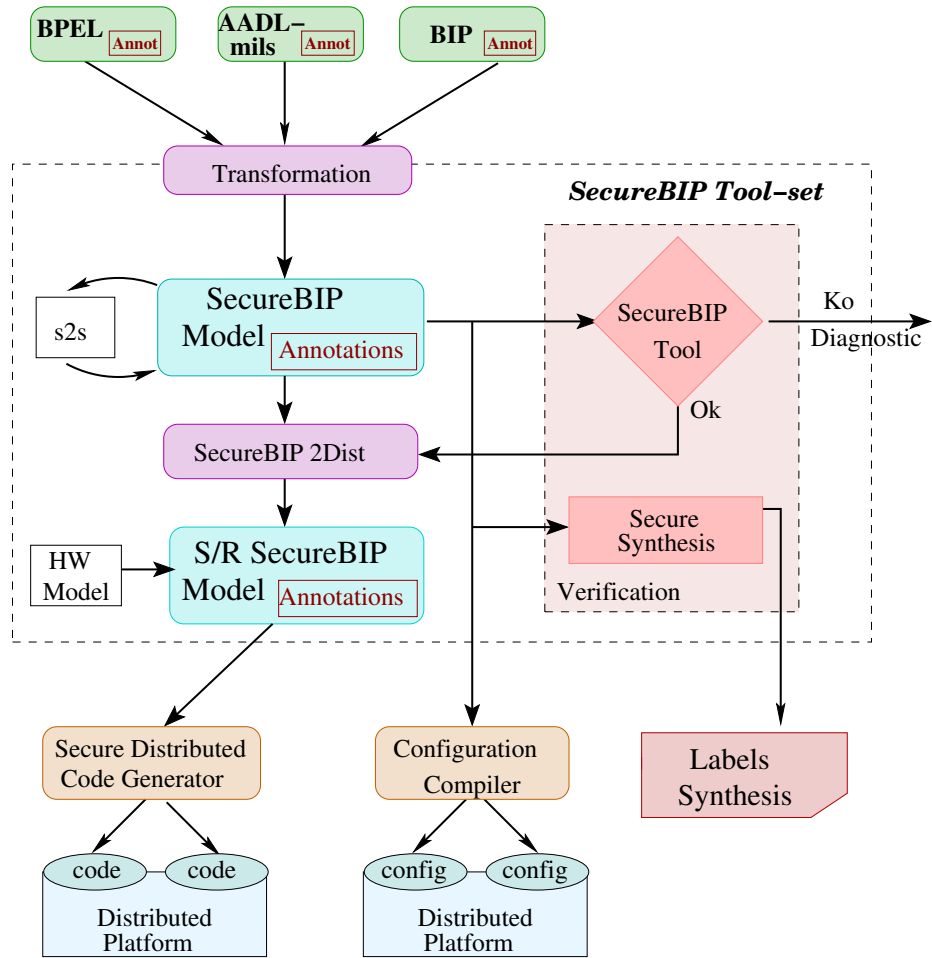 BPEL
Annot
AADL–
mils
Annot
BIP
Annot
Transformation
SecureBIP Tool–set
s2s
SecureBIP
Model
Annotations
SecureBIP
Tool
Ko
Diagnostic
Ok
SecureBIP 2Dist
Secure
Synthesis
HW
Model
S/R SecureBIP
Model
Annotations
Verification
Secure Distributed
Code Generator
Configuration
Compiler
Labels
Synthesis
code
code
Distributed
Platform
config
config
Distributed
Platform